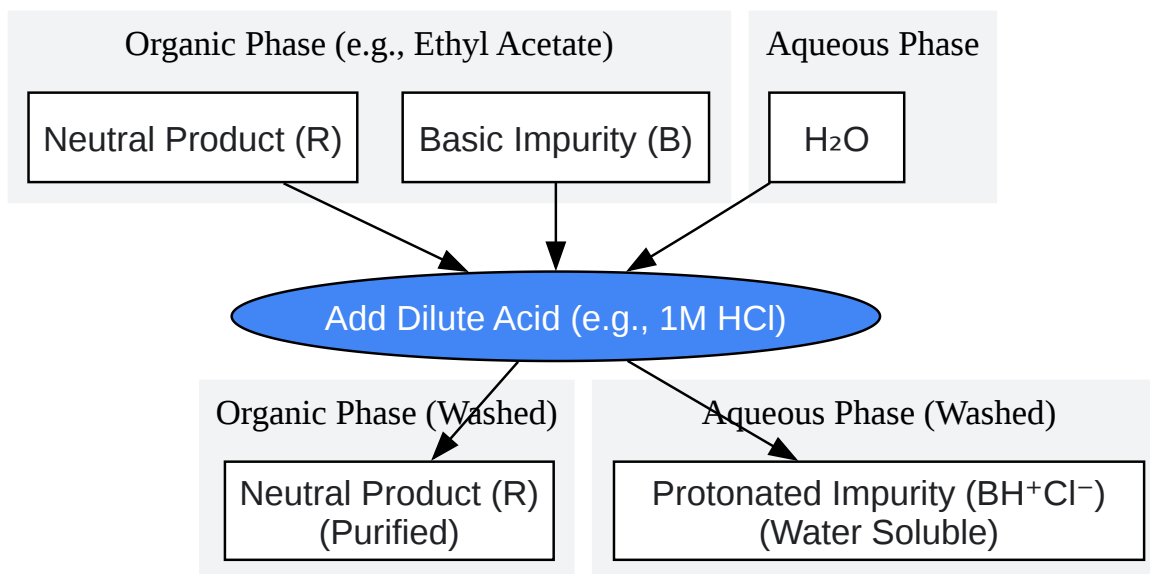 Organic Phase (e.g., Ethyl Acetate)
Aqueous Phase
Neutral Product (R)
Basic Impurity (B)
H₂O
Add Dilute Acid (e.g., 1M HCl)
Organic Phase (Washed)
Aqueous Phase (Washed)
Neutral Product (R)
(Purified)
Protonated Impurity (BH⁺Cl⁻)
(Water Soluble)